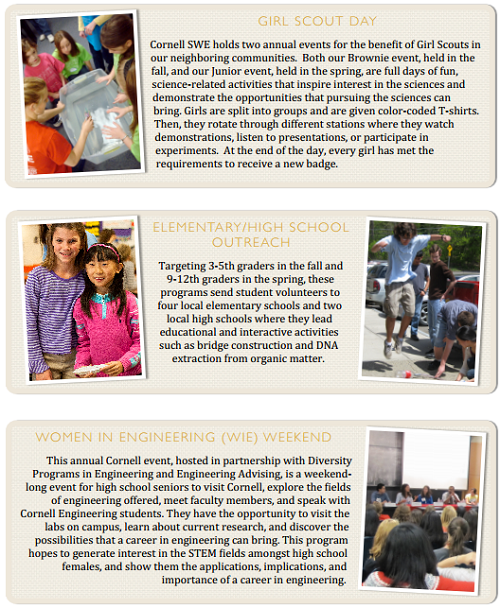 GIRL SCOUT DAY
Cornell SWE holds two annual events for the benefit of Girl Scouts in
our neighboring communities.  Both our Brownie event, held in the
fall, and our Junior event, held in the spring, are full days of fun,
science-related activities that inspire interest in the sciences and
demonstrate the opportunities that pursuing the sciences can
bring. Girls are split into groups and are given color-coded T-shirts.
Then, they rotate through different stations where they watch
demonstrations, listen to presentations, or participate in
experiments.  At the end of the day, every girl has met the
requirements to receive a new badge.
ELEMENTARY/HIGH SCHOOL
OUTREACH
Targeting 3-5th graders in the fall and
9-12th graders in the spring, these
programs send student volunteers to
four local elementary schools and two
local high schools where they lead
educational and interactive activities
such as bridge construction and DNA
extraction from organic matter.
WOMEN IN ENGINEERING (WIE) WEEKEND
This annual Cornell event, hosted in partnership with Diversity
Programs in Engineering and Engineering Advising, is a weekend-
long event for high school seniors to visit Cornell, explore the fields
of engineering offered, meet faculty members, and speak with
Cornell Engineering students. They have the opportunity to visit the
labs on campus, learn about current research, and discover the
possibilities that a career in engineering can bring. This program
hopes to generate interest in the STEM fields amongst high school
females, and show them the applications, implications, and
importance of a career in engineering.